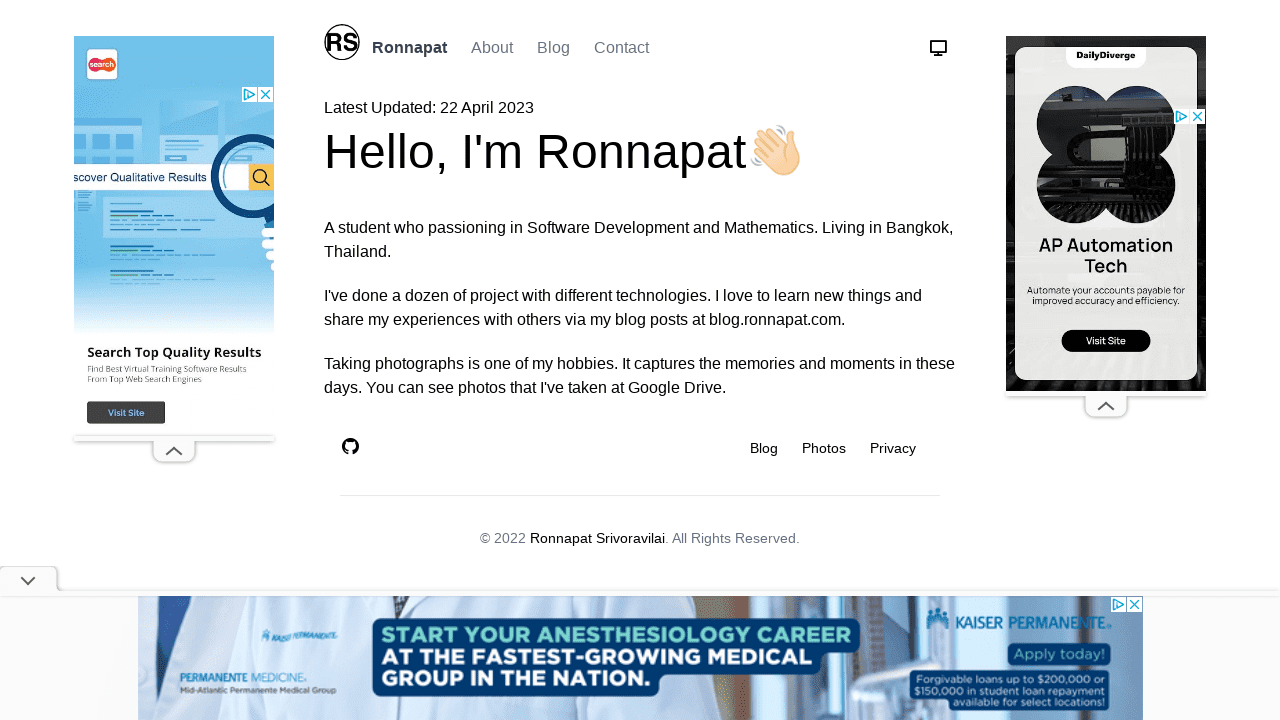 RS Ronnapat About Blog Contact
Latest Updated: 22 April 2023
Hello, I'm Ronnapat👋
A student who passioning in Software Development and Mathematics. Living in Bangkok,
Thailand.
I've done a dozen of project with different technologies. I love to learn new things and
share my experiences with others via my blog posts at blog.ronnapat.com.
Taking photographs is one of my hobbies. It captures the memories and moments in these
days. You can see photos that I've taken at Google Drive.
Blog Photos Privacy
© 2022 Ronnapat Srivoravilai. All Rights Reserved.
search
scover Qualitative Results
Search Top Quality Results
Find Best Virtual Training Software Results
From Top Web Search Engines
Visit Site
DailyDiverge
AP Automation
Tech
Automate your accounts payable for
improved accuracy and efficiency.
Visit Site
KAISER PERMANENTE
PERMANENTE MEDICINE®
Mid-Atlantic Permanente Medical Group
START YOUR ANESTHESIOLOGY CAREER
AT THE FASTEST-GROWING MEDICAL
GROUP IN THE NATION.
KAISER PERMANENTE®
Apply today!
Forgivable loans up to $200,000 or
$150,000 in student loan repayment
available for select locations!